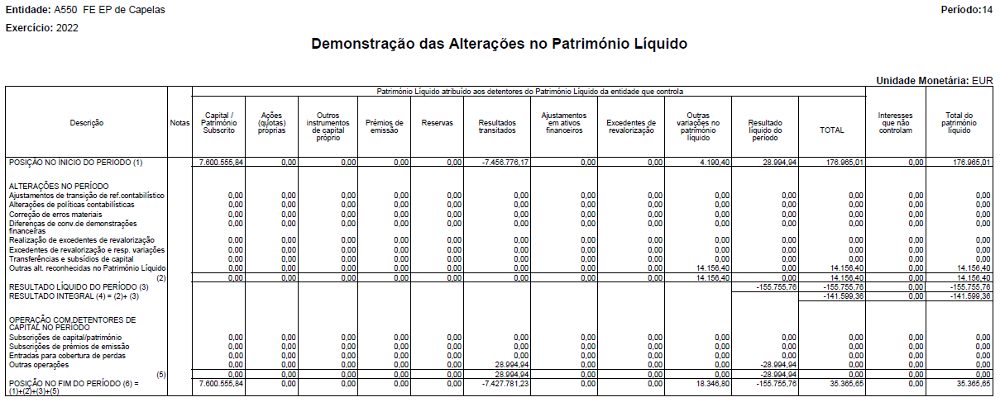 Entidade: A550 FE EP de Capelas Período:14
Exercício: 2022
Demonstração das Alterações no Património Líquido
Unidade Monetária: EUR
Património Líquido atribuído aos detentores do Património Líquido da entidade que controla
Descrição Notas Capital / Património Subscrito Ações (quotas) próprias Outros instrumentos de capital próprio Prémios de emissão Reservas Resultados transitados Ajustamentos em ativos financeiros Excedentes de revalorização Outras variações no património líquido Resultado líquido do período TOTAL Interesses que não controlam Total do património líquido
POSIÇÃO NO ÍNICIO DO PERIODO (1) 7.600.555,84 0,00 0,00 0,00 0,00 -7.456.776,17 0,00 0,00 4.190,40 28.994,94 176.965,01 0,00 176.965,01
ALTERAÇÕES NO PERÍODO
Ajustamentos de transição de ref.contabilístico 0,00 0,00 0,00 0,00 0,00 0,00 0,00 0,00 0,00 0,00 0,00 0,00 0,00
Alterações de políticas contabilísticas 0,00 0,00 0,00 0,00 0,00 0,00 0,00 0,00 0,00 0,00 0,00 0,00 0,00
Correção de erros materiais 0,00 0,00 0,00 0,00 0,00 0,00 0,00 0,00 0,00 0,00 0,00 0,00 0,00
Diferenças de conv.de demonstrações 0,00 0,00 0,00 0,00 0,00 0,00 0,00 0,00 0,00 0,00 0,00 0,00 0,00
financeiras
Realização de excedentes de revalorização 0,00 0,00 0,00 0,00 0,00 0,00 0,00 0,00 0,00 0,00 0,00 0,00 0,00
Excedentes de revalorização e resp. variações 0,00 0,00 0,00 0,00 0,00 0,00 0,00 0,00 0,00 0,00 0,00 0,00 0,00
Transferências e subsídios de capital 0,00 0,00 0,00 0,00 0,00 0,00 0,00 0,00 0,00 0,00 0,00 0,00 0,00
Outras alt. reconhecidas no Património Líquido 0,00 0,00 0,00 0,00 0,00 0,00 0,00 0,00 14.156,40 0,00 14.156,40 0,00 14.156,40
(2) 0,00 0,00 0,00 0,00 0,00 0,00 0,00 0,00 14.156,40 0,00 14.156,40 0,00 14.156,40
RESULTADO LÍQUIDO DO PERÍODO (3) -155.755,76 -155.755,76 0,00 -155.755,76
RESULTADO INTEGRAL (4) = (2)+ (3) -141.599,36 0,00 -141.599,36
OPERAÇÃO COM DETENTORES DE
CAPITAL NO PERÍODO
Subscrições de capital/património 0,00 0,00 0,00 0,00 0,00 0,00 0,00 0,00 0,00 0,00 0,00 0,00 0,00
Subscrições de prémios de emissão 0,00 0,00 0,00 0,00 0,00 0,00 0,00 0,00 0,00 0,00 0,00 0,00 0,00
Entradas para cobertura de perdas 0,00 0,00 0,00 0,00 0,00 0,00 0,00 0,00 0,00 0,00 0,00 0,00 0,00
Outras operações 0,00 0,00 0,00 0,00 0,00 28.994,94 0,00 0,00 0,00 -28.994,94 0,00 0,00 0,00
(5) 0,00 0,00 0,00 0,00 0,00 28.994,94 0,00 0,00 0,00 -28.994,94 0,00 0,00 0,00
POSIÇÃO NO FIM DO PERÍODO (6) = 7.600.555,84 0,00 0,00 0,00 0,00 -7.427.781,23 0,00 0,00 18.346,80 -155.755,76 35.365,65 0,00 35.365,65
(1)+(2)+(3)+(5)